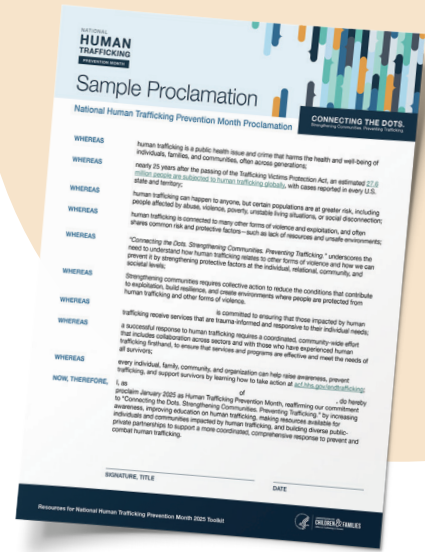 NATIONAL
HUMAN
TRAFFICKING
PREVENTION MONTH
Sample Proclamation
CONNECTING THE DOTS.
Strengthening Communities. Preventing Trafficking.
National Human Trafficking Prevention Month Proclamation
WHEREAS
human trafficking is a public health issue and crime that harms the health and well-being of
individuals, families, and communities, often across generations;
WHEREAS
nearly 25 years after the passing of the Trafficking Victims Protection Act, an estimated 27.6
million people are subjected to human trafficking globally, with cases reported in every U.S.
state and territory;
WHEREAS
human trafficking can happen to anyone, but certain populations are at greater risk, including
people affected by abuse, violence, poverty, unstable living situations, or social disconnection;
WHEREAS
human trafficking is connected to many other forms of violence and exploitation, and often
shares common risk and protective factors—such as lack of resources and unsafe environments;
WHEREAS
"Connecting the Dots. Strengthening Communities. Preventing Trafficking." underscores the
need to understand how human trafficking relates to other forms of violence and how we can
prevent it by strengthening protective factors at the individual, relational, community, and
societal levels;
WHEREAS
Strengthening communities requires collective action to reduce the conditions that contribute
to exploitation, build resilience, and create environments where people are protected from
human trafficking and other forms of violence.
WHEREAS
is committed to ensuring that those impacted by human
trafficking receive services that are trauma-informed and responsive to their individual needs;
WHEREAS
a successful response to human trafficking requires a coordinated, community-wide effort
that includes collaboration across sectors and with those who have experienced human
trafficking firsthand, to ensure that services and programs are effective and meet the needs of
all survivors;
WHEREAS
every individual, family, community, and organization can help raise awareness, prevent
trafficking, and support survivors by learning how to take action at acf.hhs.gov/endtrafficking;
NOW, THEREFORE,
I, as of , do hereby
proclaim January 2025 as Human Trafficking Prevention Month, reaffirming our commitment
to "Connecting the Dots. Strengthening Communities. Preventing Trafficking." by increasing
awareness, improving education on human trafficking, making resources available for
individuals and communities impacted by human trafficking, and building diverse public-
private partnerships to support a more coordinated, comprehensive response to prevent and
combat human trafficking.
SIGNATURE, TITLE
DATE
Resources for National Human Trafficking Prevention Month 2025 Toolkit
CHILDREN & FAMILIES